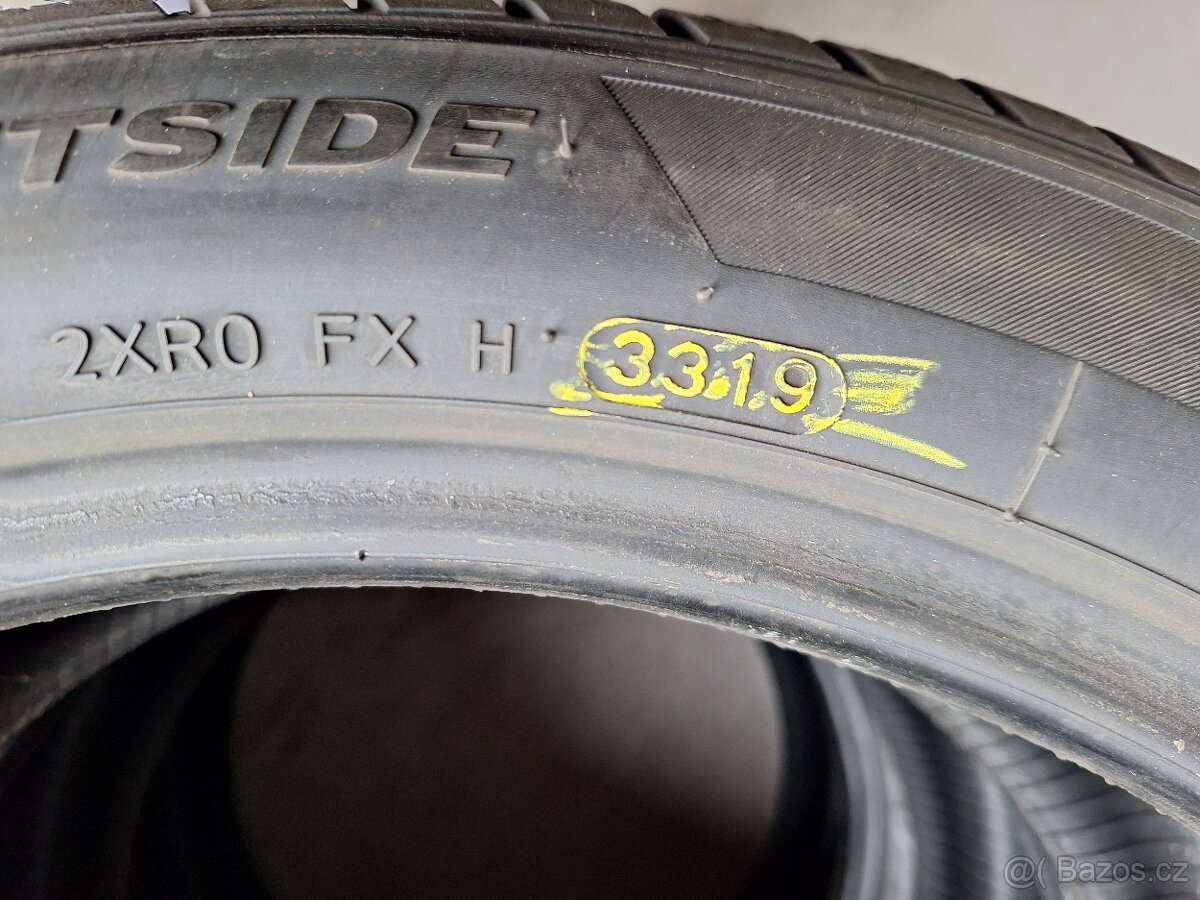 TSIDE
2XR0 FX H 3319
@( Bazos.cz